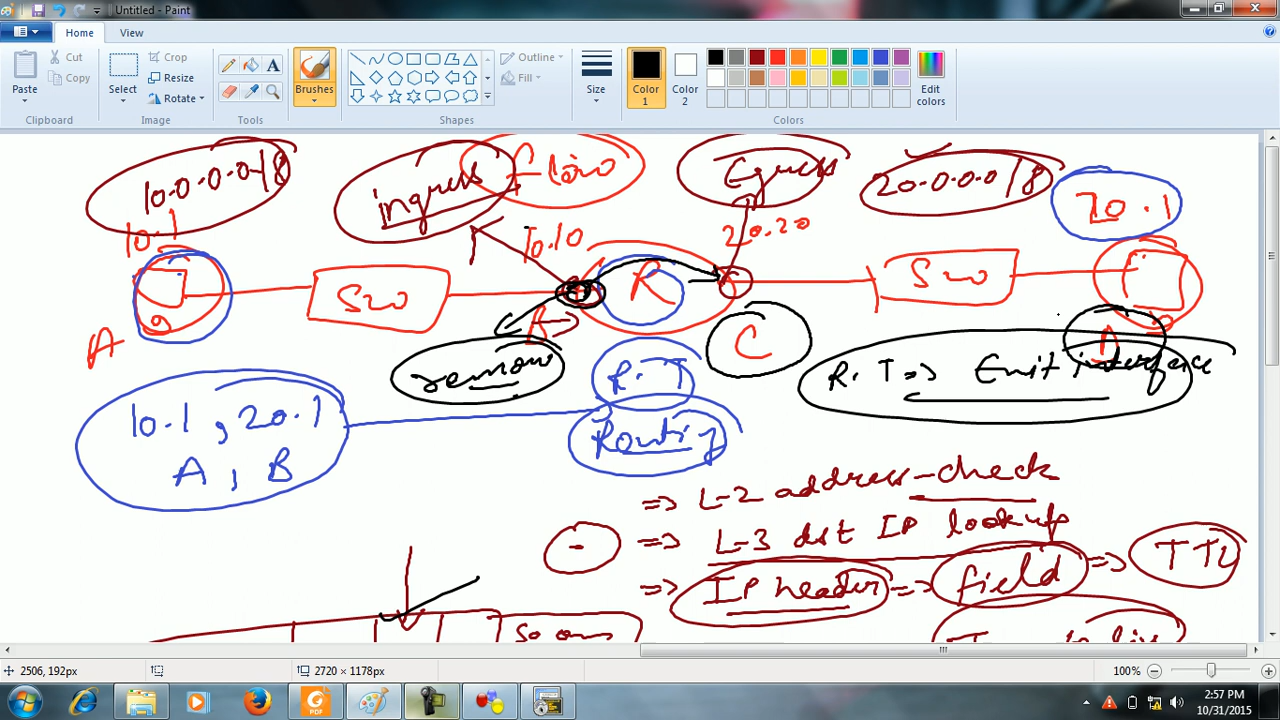 Untitled - Paint
Home
View
Paste
Cut
Copy
Clipboard
Select
Crop
Resize
Rotate
Image
Tools
Brushes
Shapes
Outline
Fill
Size
Color 1
Color 2
Edit colors
Colors
10.0.0.0/8
ingress
flow
Egress
20.0.0.0/8
20.1
10.1
10.10
20.20
SW
R
SW
A
B
C
D
remove
R.T
R.T => Exit interface
10.1, 20.1
A, B
Routing
=> L-2 address-check
=> L-3 dst IP lookup
=> IP header => field => TTL
so on
2506, 192px
2720 × 1178px
100%
2:57 PM
10/31/2015
PDF